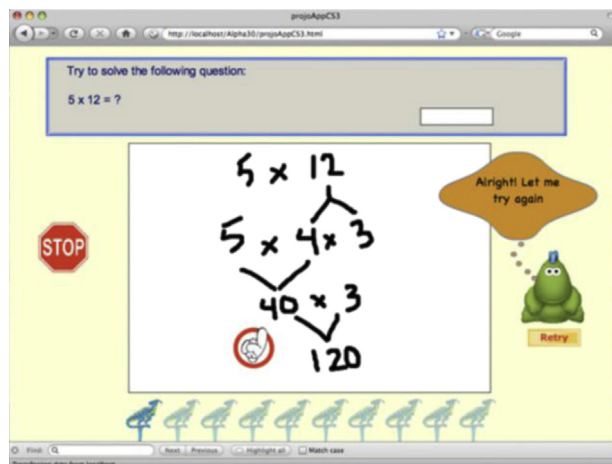 projoAppCS3
http://localhost/Alpha30/projoAppCS3.html
Google
Try to solve the following question:
5 x 12 = ?
5 x 12
5 x 4 x 3
40 x 3
120
STOP
Alright! Let me
try again
Retry
Find:
Next Previous Highlight all Match case